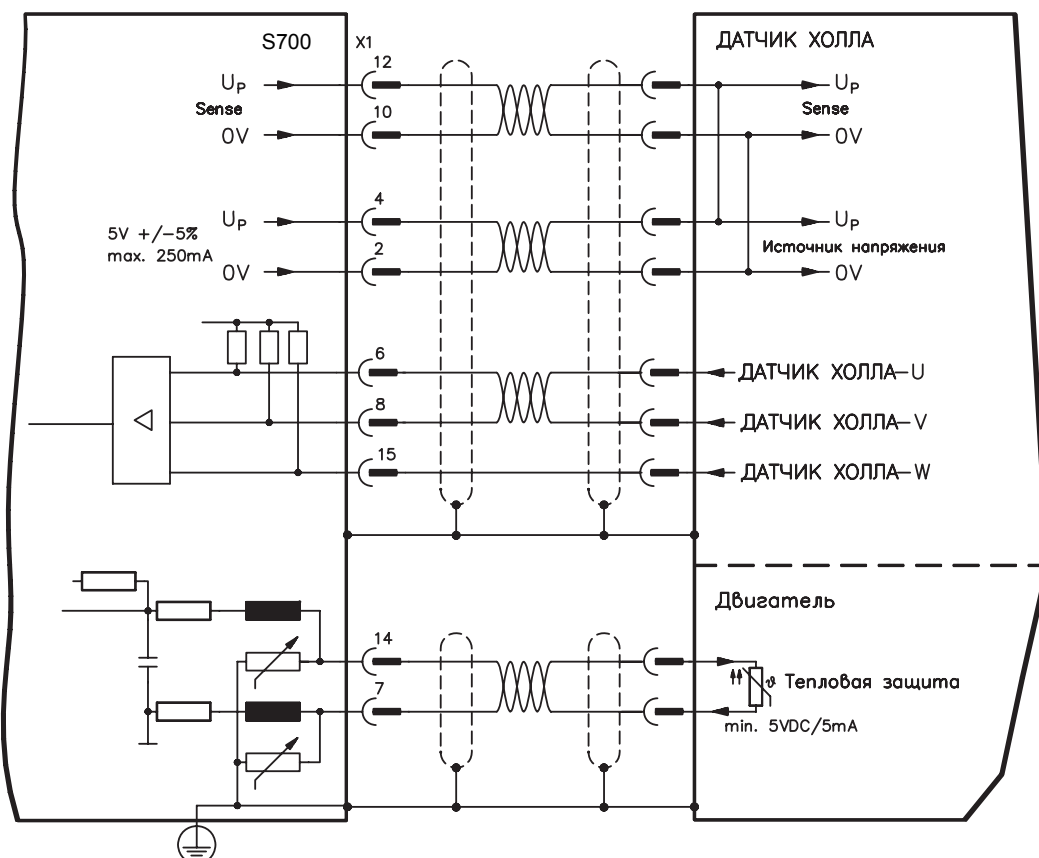 S700
X1
ДАТЧИК ХОЛЛА
12
UP
UP
Sense
Sense
10
0V
0V
4
UP
UP
5V +/-5%
max. 250mA
2
Источник напряжения
0V
0V
6
ДАТЧИК ХОЛЛА-U
8
ДАТЧИК ХОЛЛА-V
15
ДАТЧИК ХОЛЛА-W
Двигатель
14
ϑ Тепловая защита
7
min. 5VDC/5mA